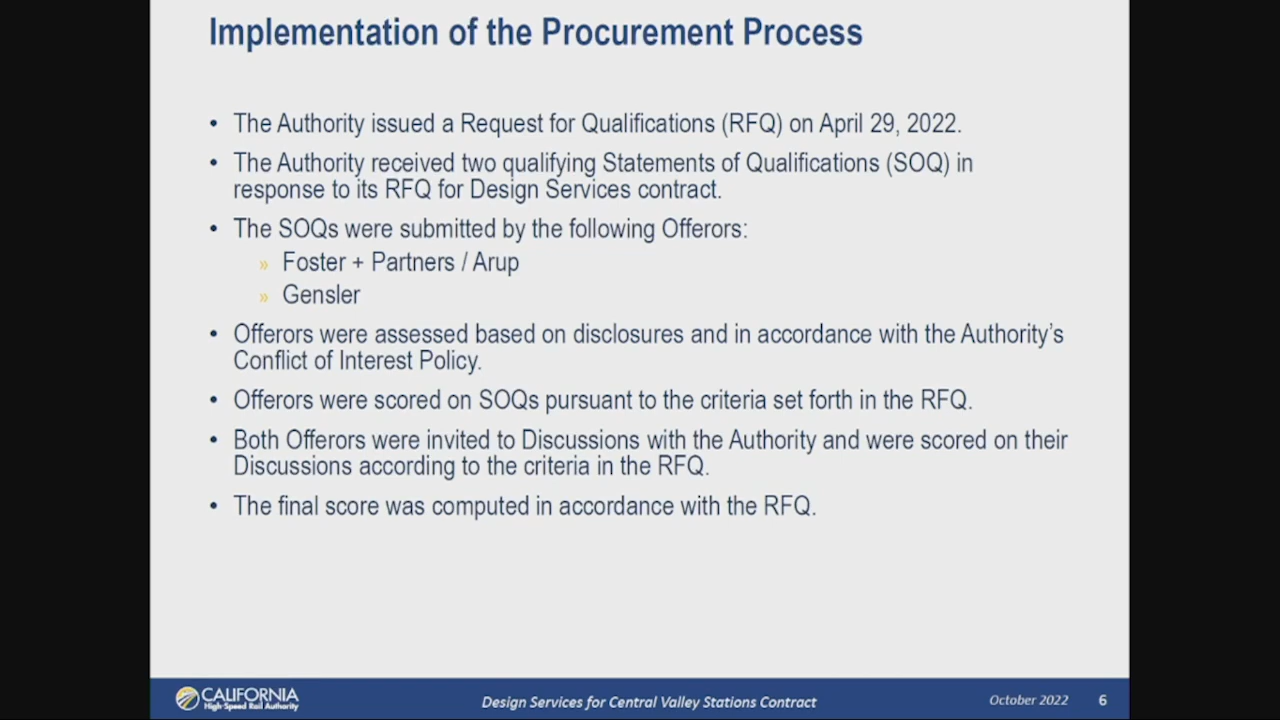 Implementation of the Procurement Process
• The Authority issued a Request for Qualifications (RFQ) on April 29, 2022.
• The Authority received two qualifying Statements of Qualifications (SOQ) in
response to its RFQ for Design Services contract.
• The SOQs were submitted by the following Offerors:
» Foster + Partners / Arup
» Gensler
• Offerors were assessed based on disclosures and in accordance with the Authority’s
Conflict of Interest Policy.
• Offerors were scored on SOQs pursuant to the criteria set forth in the RFQ.
• Both Offerors were invited to Discussions with the Authority and were scored on their
Discussions according to the criteria in the RFQ.
• The final score was computed in accordance with the RFQ.
CALIFORNIA
High-Speed Rail Authority
Design Services for Central Valley Stations Contract
October 2022
6